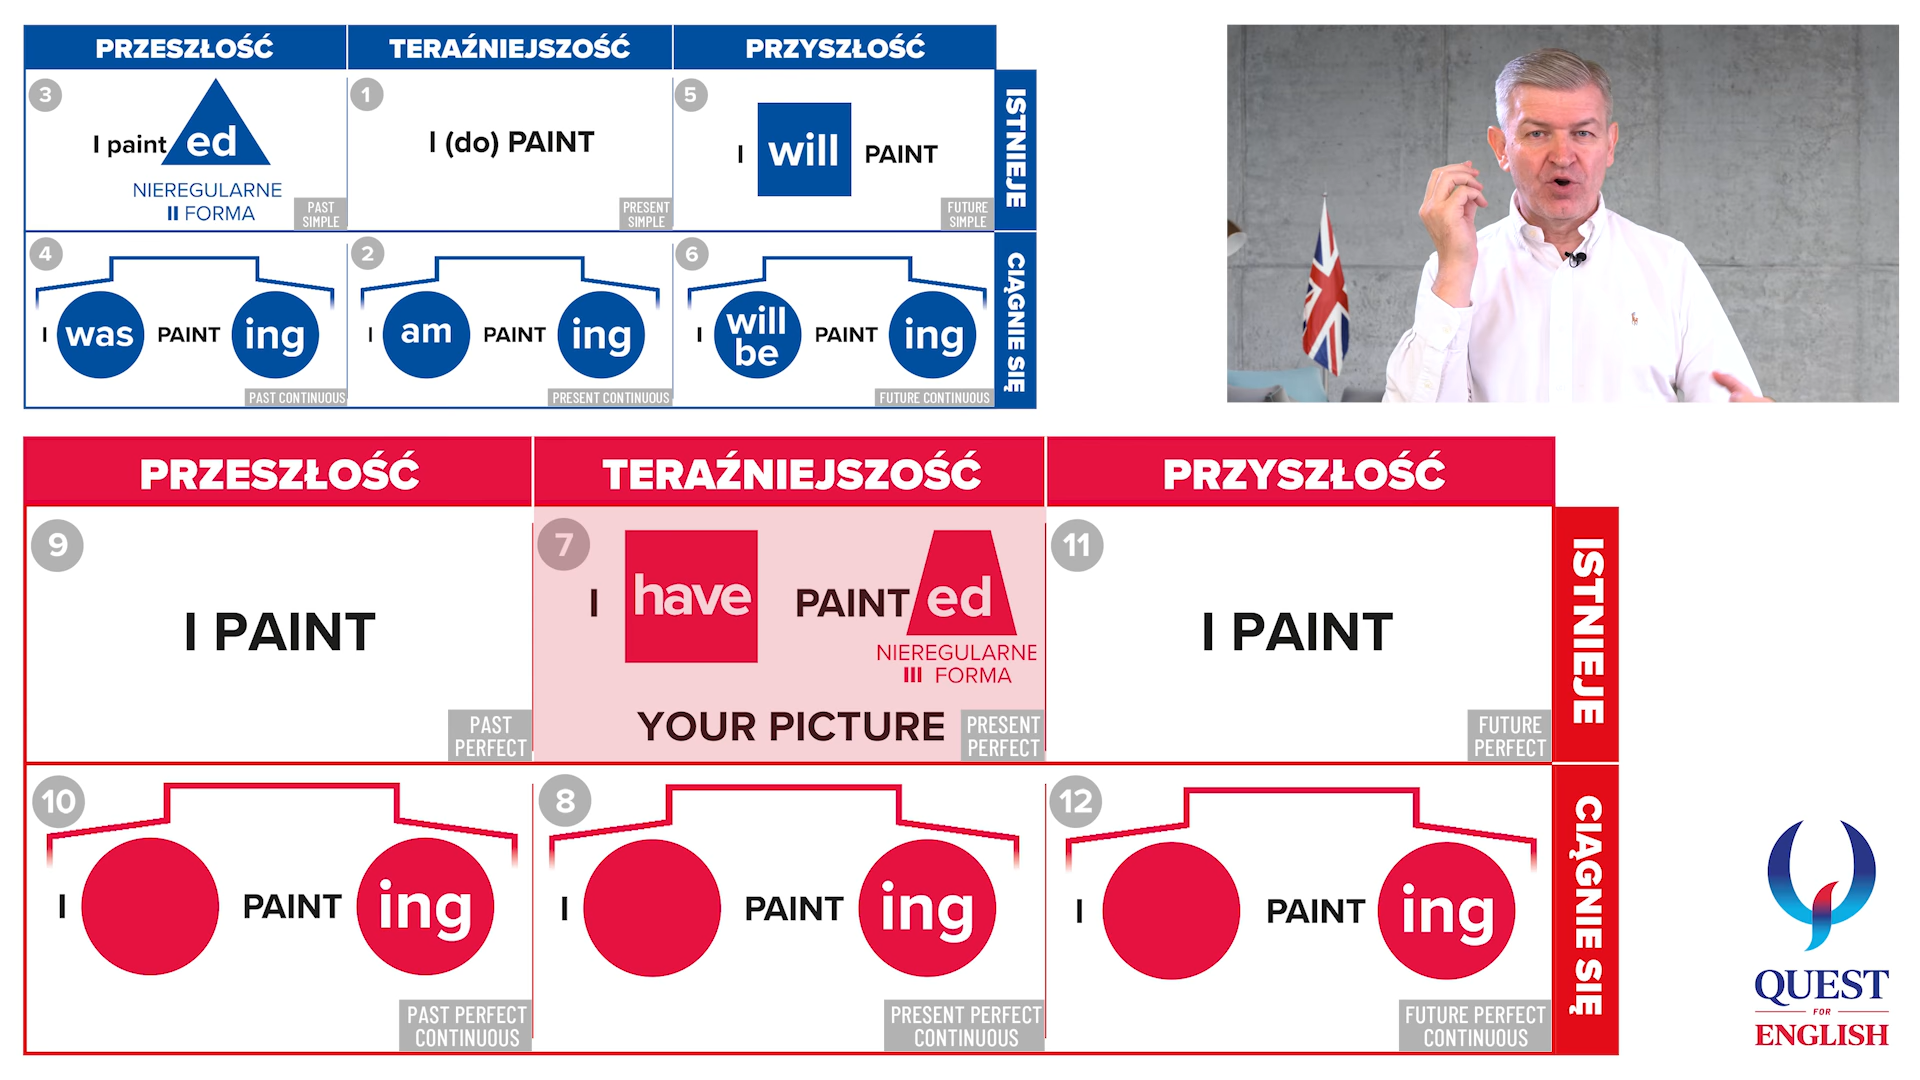 PRZESZŁOŚĆ TERAŹNIEJSZOŚĆ PRZYSZŁOŚĆ
3 I paint ed
NIEREGULARNE
II FORMA
PAST
SIMPLE
1 I (do) PAINT
PRESENT
SIMPLE
5 I will PAINT
FUTURE
SIMPLE
ISTNIEJE
4 I was PAINT ing
PAST CONTINUOUS
2 I am PAINT ing
PRESENT CONTINUOUS
6 I will be PAINT ing
FUTURE CONTINUOUS
CIĄGNIE SIĘ
PRZESZŁOŚĆ TERAŹNIEJSZOŚĆ PRZYSZŁOŚĆ
9 I PAINT
PAST
PERFECT
7 I have PAINT ed
NIEREGULARNE
III FORMA
YOUR PICTURE
PRESENT
PERFECT
11 I PAINT
FUTURE
PERFECT
ISTNIEJE
10 I PAINT ing
PAST PERFECT
CONTINUOUS
8 I PAINT ing
PRESENT PERFECT
CONTINUOUS
12 I PAINT ing
FUTURE PERFECT
CONTINUOUS
CIĄGNIE SIĘ
QUEST
FOR
ENGLISH